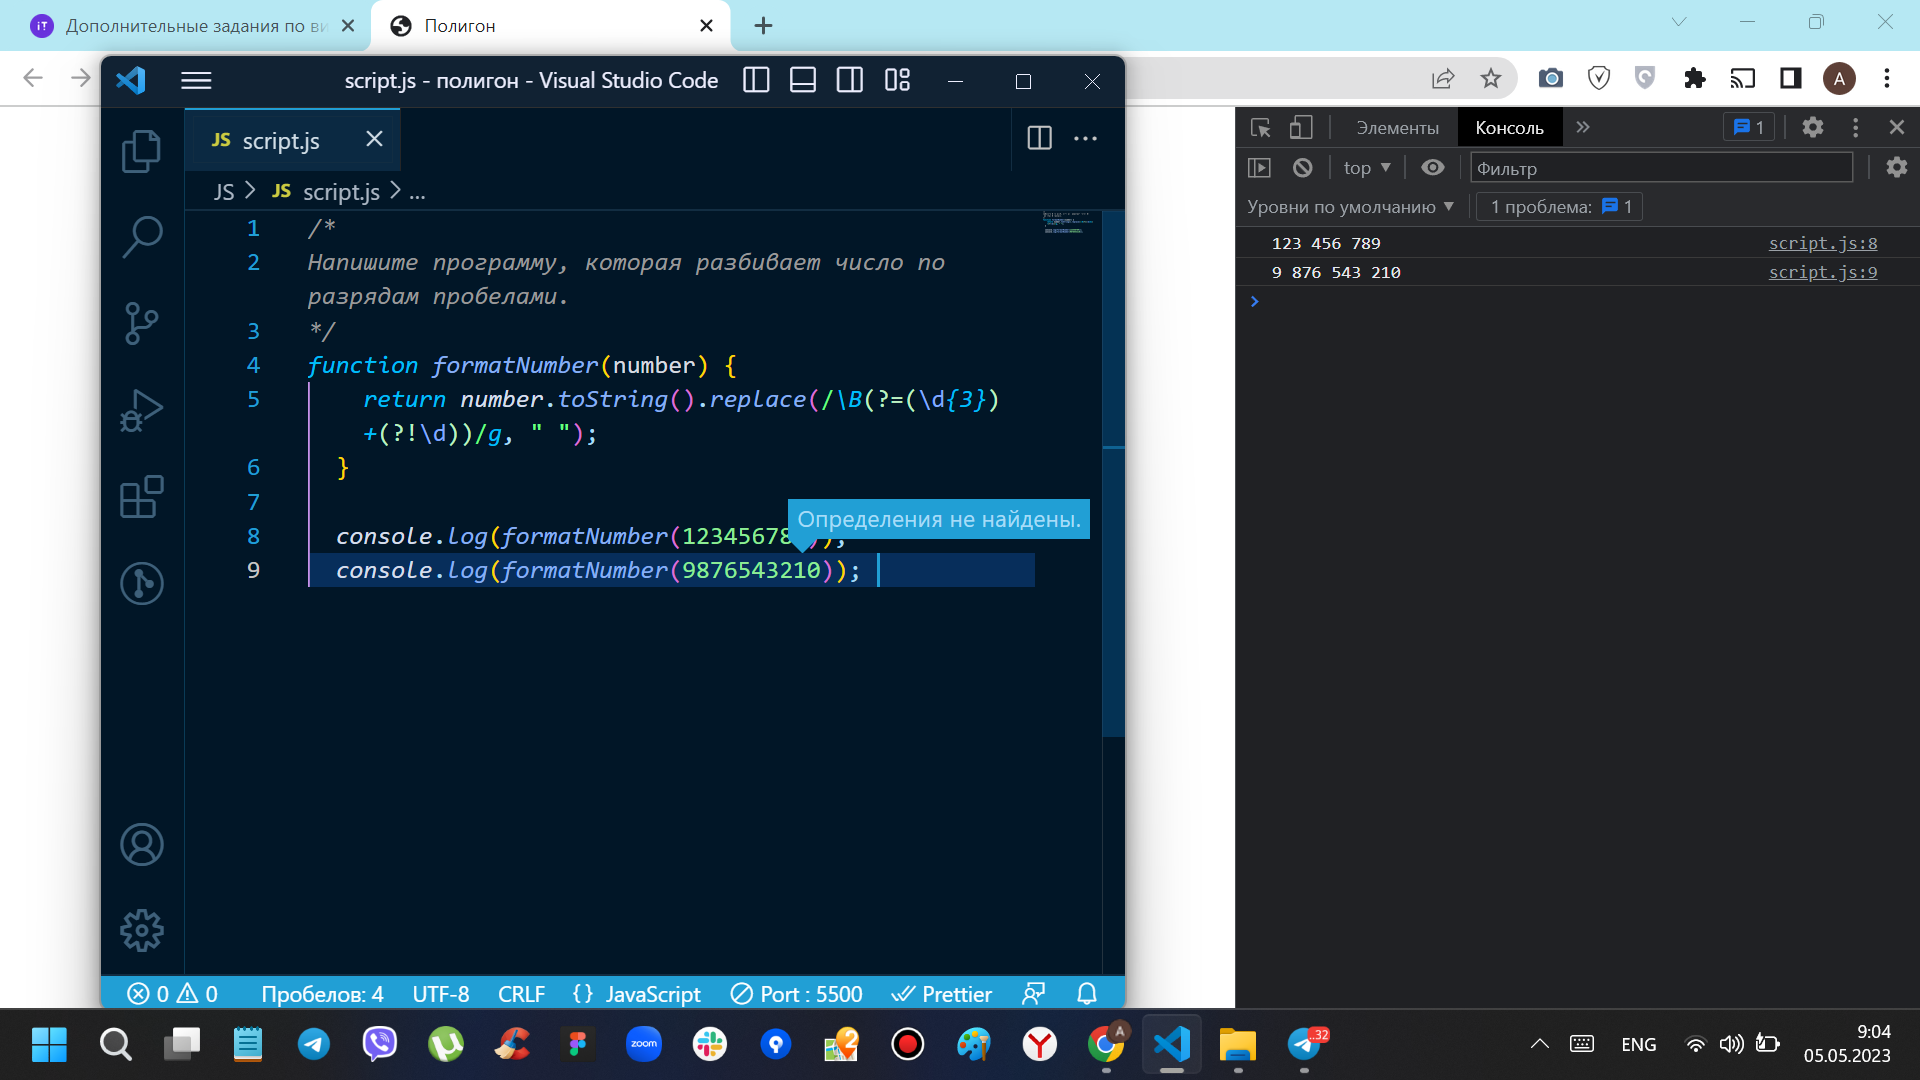 Дополнительные задания по ви
Полигон
script.js - полигон - Visual Studio Code
A
JS script.js
JS > JS script.js > ...
1 /*
2 Напишите программу, которая разбивает число по
разрядам пробелами.
3 */
4 function formatNumber(number) {
5 return number.toString().replace(/\B(?=(\d{3})
+(?!\d))/g, " ");
6 }
7
Определения не найдены.
8 console.log(formatNumber(12345678));
9 console.log(formatNumber(9876543210));
0 0 Пробелов: 4 UTF-8 CRLF {} JavaScript Port : 5500 Prettier
Элементы Консоль 1
top Фильтр
Уровни по умолчанию 1 проблема: 1
123 456 789 script.js:8
9 876 543 210 script.js:9
zoom
2
A
..32
ENG
9:04
05.05.2023